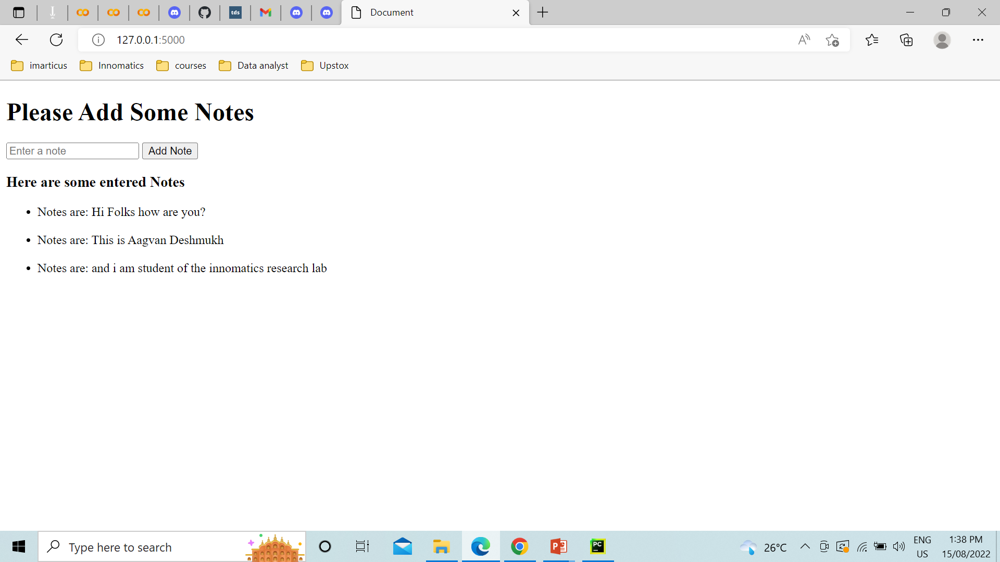 tds
Document
127.0.0.1:5000
imarticus
Innomatics
courses
Data analyst
Upstox
Please Add Some Notes
Enter a note
Add Note
Here are some entered Notes
• Notes are: Hi Folks how are you?
• Notes are: This is Aagvan Deshmukh
• Notes are: and i am student of the innomatics research lab
Type here to search
PC
26°C
ENG
US
1:38 PM
15/08/2022